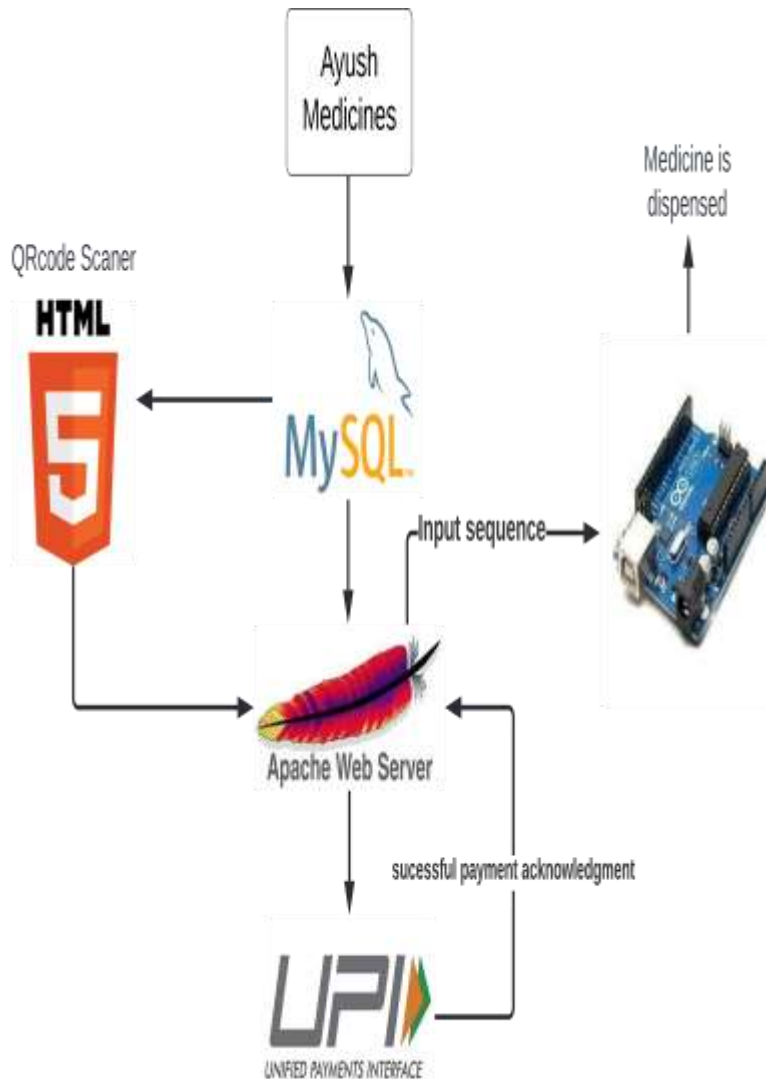 Ayush
Medicines
Medicine is
dispensed
QRcode Scaner
HTML
5
MySQL
Input sequence
Apache Web Server
sucessful payment acknowledgment
UPI
UNIFIED PAYMENTS INTERFACE